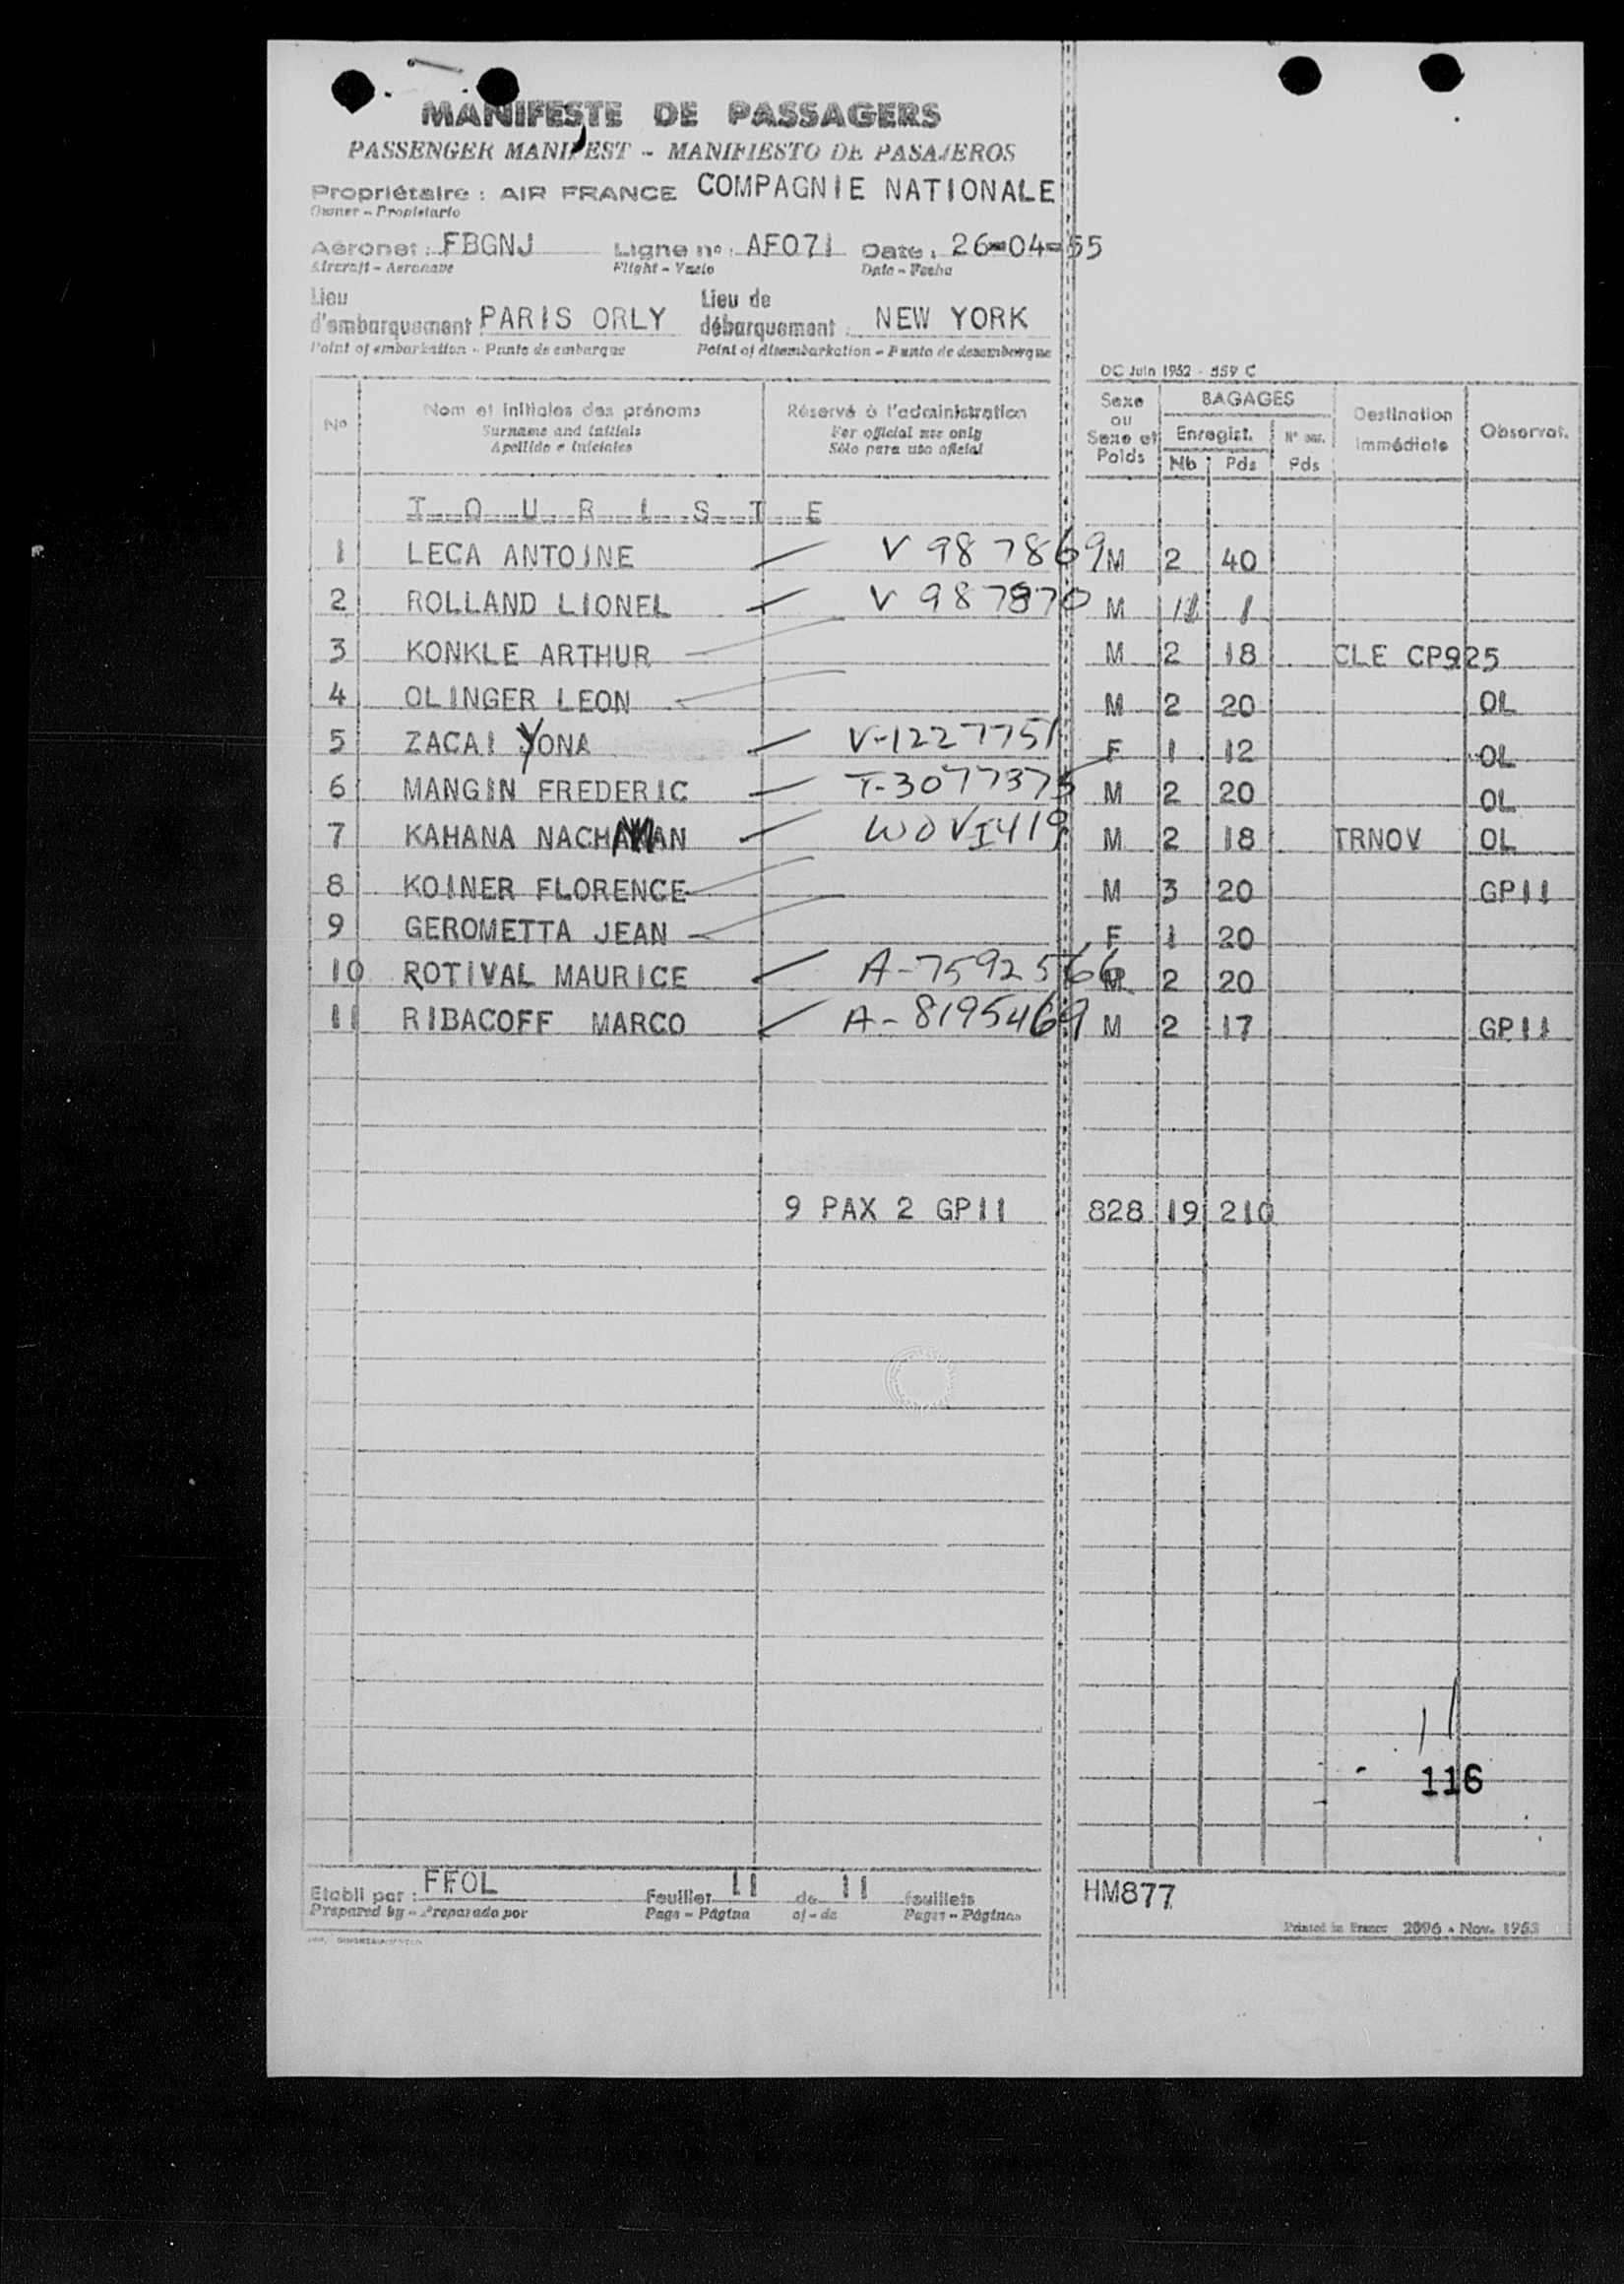 MANIFESTE DE PASSAGERS
PASSENGER MANIFEST - MANIFIESTO DE PASAJEROS
Propriétaire : AIR FRANCE COMPAGNIE NATIONALE
Owner - Propietario
Aéronef : FBGNJ Ligne n° : AF071 Date : 26-04-55
Aircraft - Aeronave Flight - Date - Fecha
Lieu d'embarquement PARIS ORLY Lieu de débarquement : NEW YORK
Point of embarkation - Punto de embarque Point of disembarkation - Punto de desembarque
OC Juin 1952 - 559 C
N° Nom et initiales des prénoms Réservé à l'administration Sexe ou Sexe et Poids BAGAGES Destination immédiate Observat.
Surname and initials For official use only Enregist. N°
Apellido e iniciales Sólo para uso oficial Nb Pds Pds
T O U R I S T E
1 LECA ANTOINE V 987869 M 2 40
2 ROLLAND LIONEL V 987870 M
3 KONKLE ARTHUR M 2 18 CLE CP925
4 OLINGER LEON M 2 20 OL
5 ZACAI YONA V-1227751 F 1 12 OL
6 MANGIN FREDERIC T-3077375 M 2 20 OL
7 KAHANA NACHMAN M 2 18 TRNOV OL
8 KOINER FLORENCE M 3 20 GP11
9 GEROMETTA JEAN F 1 20
10 ROTIVAL MAURICE A-7592566 M 2 20
11 RIBACOFF MARCO A-8195469 M 2 17 GP11
9 PAX 2 GP11 828 19 210
11
116
Etabli par : FFOL Feuillet 11 de 11 feuillets HM877
Prepared by - Preparado por Page - Página of - de Pages - Páginas
Printed in France 2096 - Nov. 1953